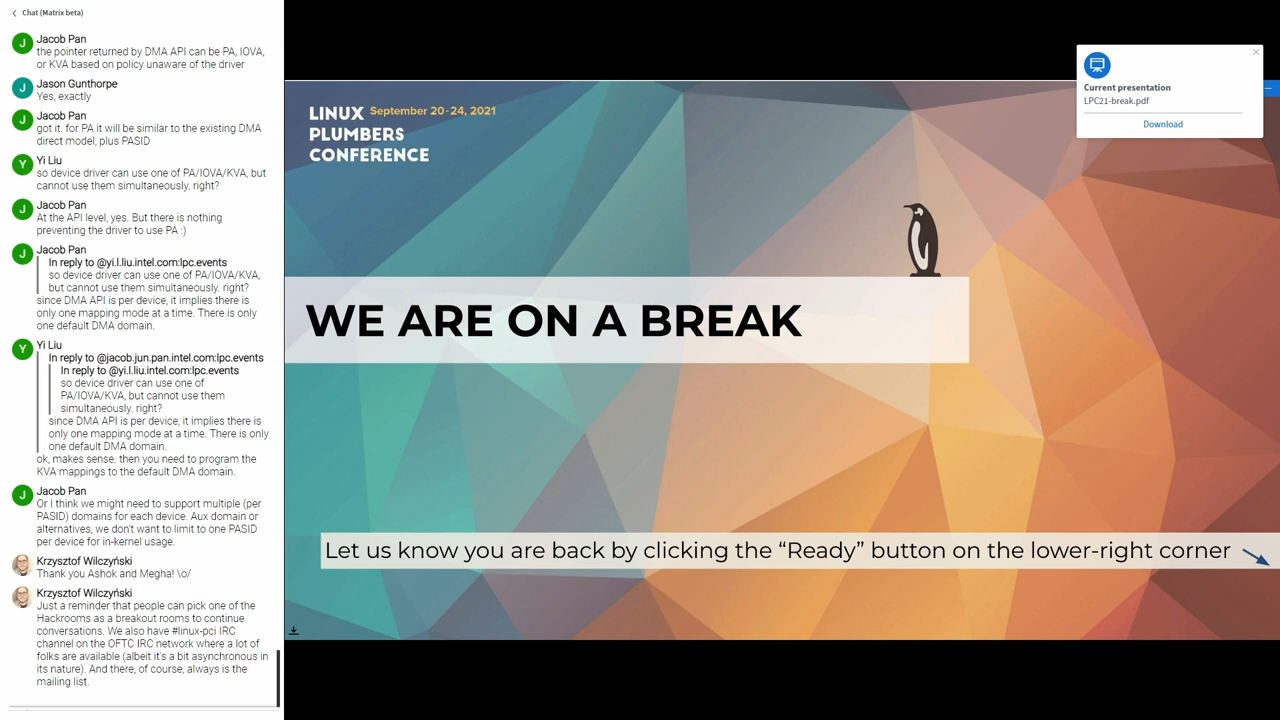 Chat (Matrix beta)
J
Jacob Pan
the pointer returned by DMA API can be PA, IOVA,
or KVA based on policy unaware of the driver
J
Jason Gunthorpe
Yes, exactly
J
Jacob Pan
got it. for PA it will be similar to the existing DMA
direct model, plus PASID
Y
Yi Liu
so device driver can use one of PA/IOVA/KVA, but
cannot use them simultaneously. right?
J
Jacob Pan
At the API level, yes. But there is nothing
preventing the driver to use PA :)
J
Jacob Pan
In reply to @yi.l.liu.intel.com:lpc.events
so device driver can use one of PA/IOVA/KVA,
but cannot use them simultaneously. right?
since DMA API is per device, it implies there is
only one mapping mode at a time. There is only
one default DMA domain.
Y
Yi Liu
In reply to @jacob.jun.pan.intel.com:lpc.events
In reply to @yi.l.liu.intel.com:lpc.events
so device driver can use one of
PA/IOVA/KVA, but cannot use them
simultaneously. right?
since DMA API is per device, it implies there is
only one mapping mode at a time. There is only
one default DMA domain.
ok, makes sense. then you need to program the
KVA mappings to the default DMA domain.
J
Jacob Pan
Or I think we might need to support multiple (per
PASID) domains for each device. Aux domain or
alternatives, we don't want to limit to one PASID
per device for in-kernel usage.
Krzysztof Wilczyński
Thank you Ashok and Megha! \o/
Krzysztof Wilczyński
Just a reminder that people can pick one of the
Hackrooms as a breakout rooms to continue
conversations. We also have #linux-pci IRC
channel on the OFTC IRC network where a lot of
folks are available (albeit it's a bit asynchronous in
its nature). And there, of course, always is the
mailing list.
LINUX September 20-24, 2021
PLUMBERS
CONFERENCE
WE ARE ON A BREAK
Let us know you are back by clicking the “Ready” button on the lower-right corner
Current presentation
LPC21-break.pdf
Download